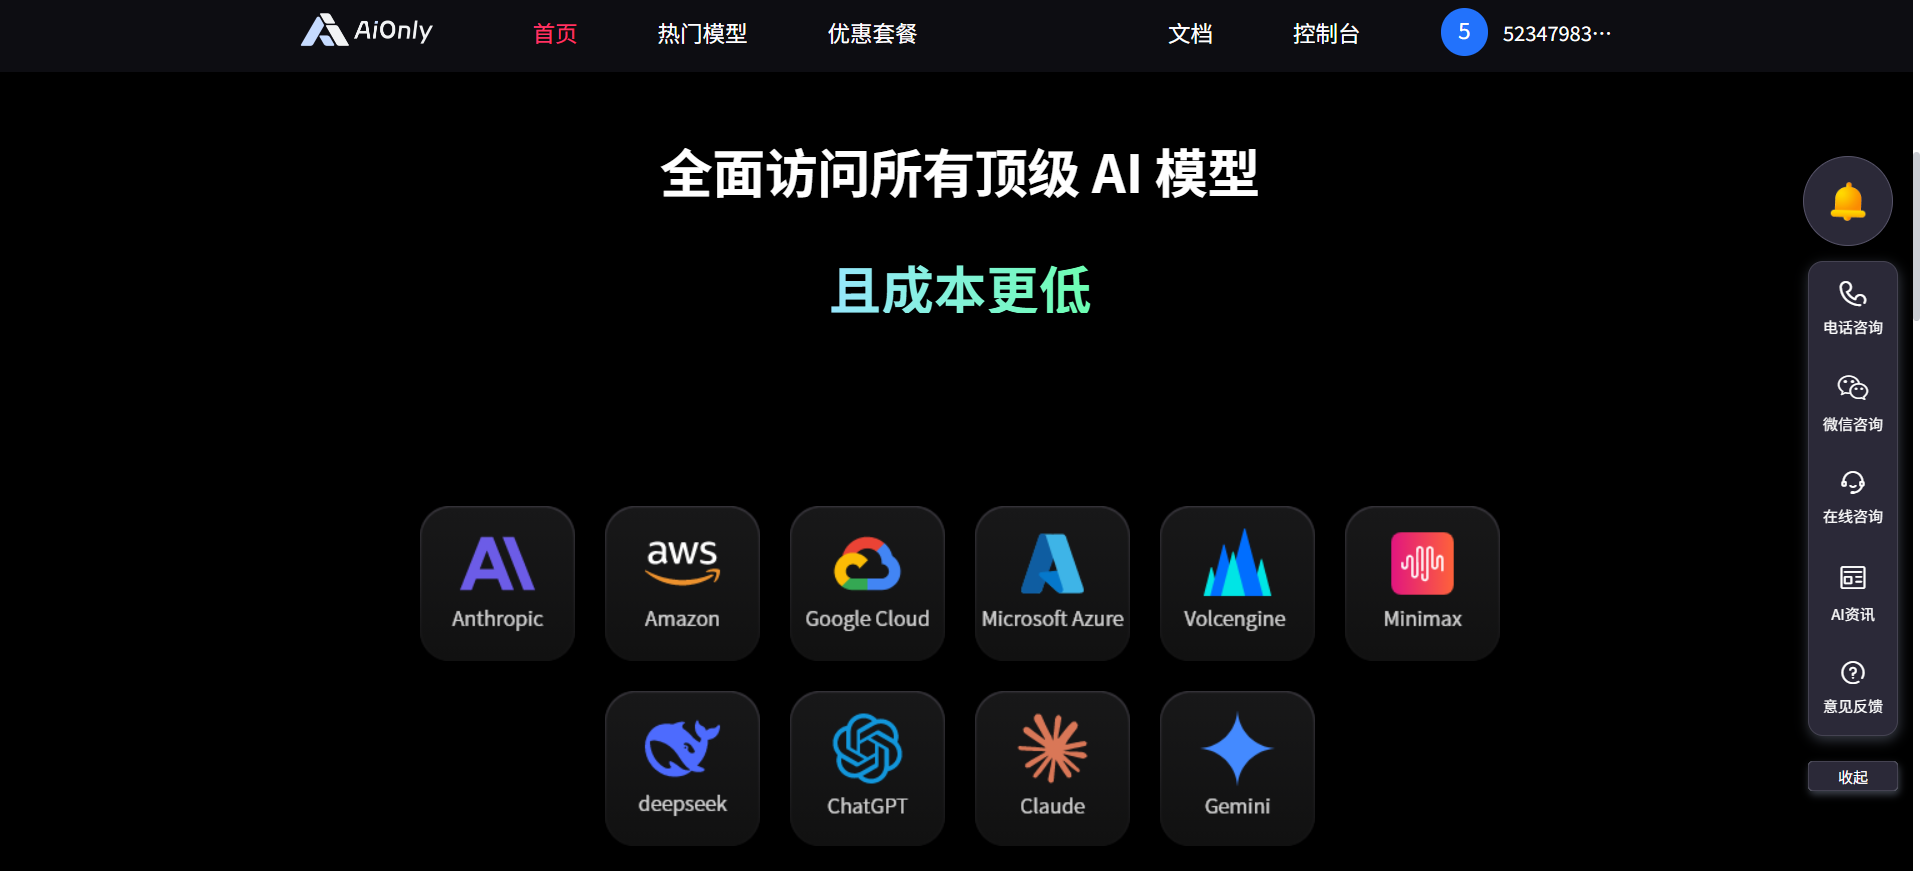 AiOnly
首页
热门模型
优惠套餐
文档
控制台
5
52347983···
全面访问所有顶级 AI 模型
且成本更低
Anthropic
aws
Amazon
Google Cloud
Microsoft Azure
Volcengine
Minimax
deepseek
ChatGPT
Claude
Gemini
电话咨询
微信咨询
在线咨询
AI资讯
意见反馈
收起